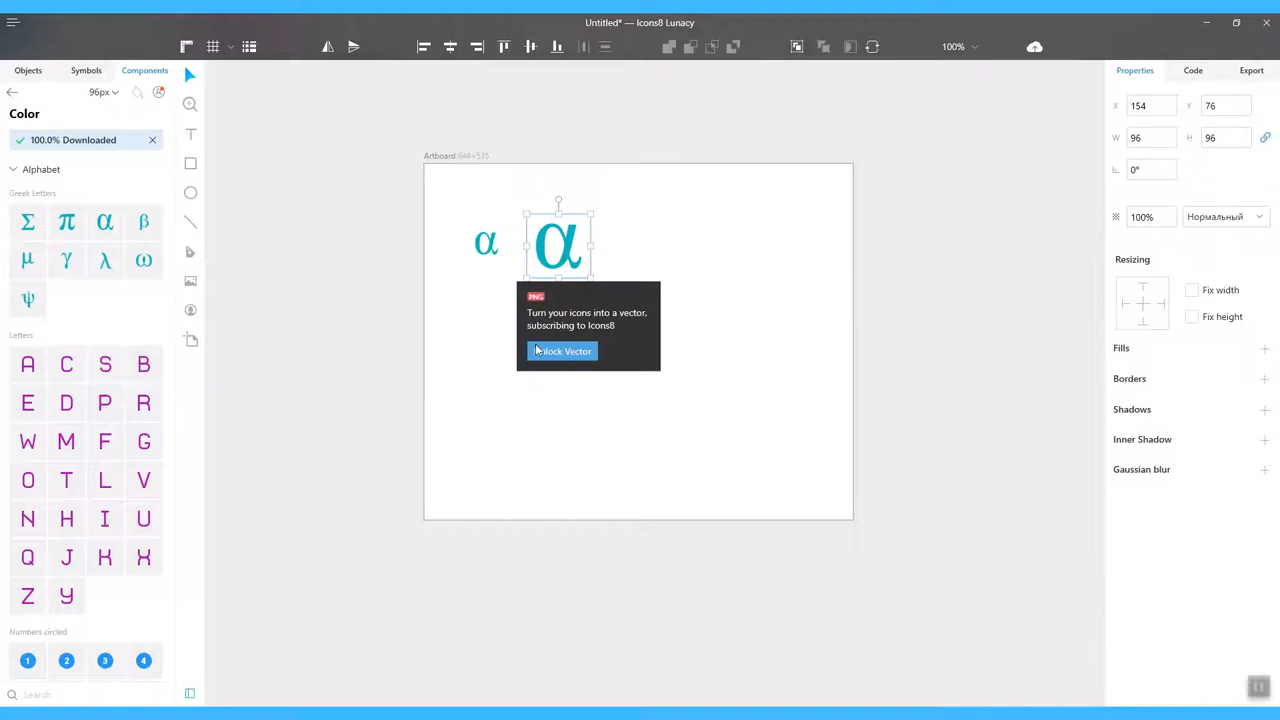 Untitled* — Icons8 Lunacy
100%
Objects Symbols Components
96px
Color
100.0% Downloaded
Alphabet
Greek Letters
Σ π α β
μ γ λ ω
ψ
Letters
A C S B
E D P R
W M F G
O T L V
N H I U
Q J K X
Z Y
Numbers circled
1 2 3 4
Search
Artboard 644×535
α α
PNG
Turn your icons into a vector,
subscribing to Icons8
Unlock Vector
Properties Code Export
X 154 Y 76
W 96 H 96
0°
100% Нормальный
Resizing
Fix width
Fix height
Fills
Borders
Shadows
Inner Shadow
Gaussian blur